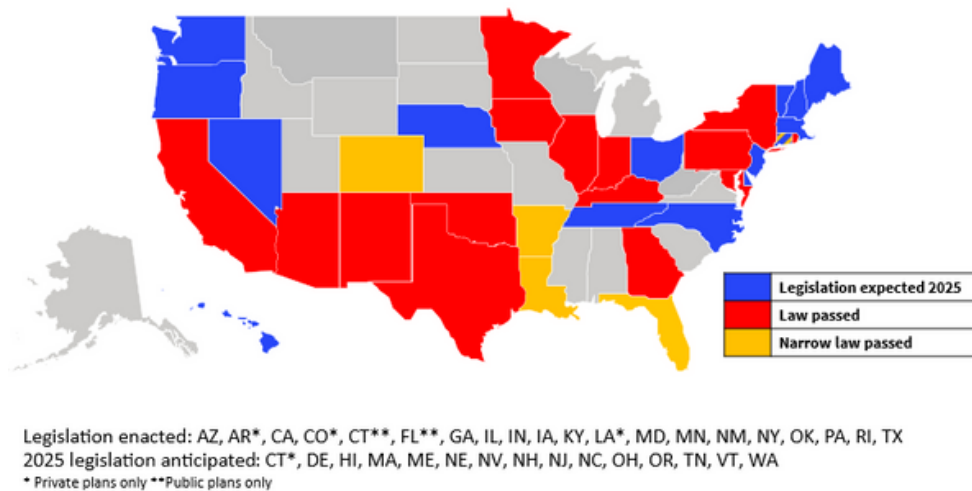 Legislation expected 2025
Law passed
Narrow law passed
Legislation enacted: AZ, AR*, CA, CO*, CT**, FL**, GA, IL, IN, IA, KY, LA*, MD, MN, NM, NY, OK, PA, RI, TX
2025 legislation anticipated: CT*, DE, HI, MA, ME, NE, NV, NH, NJ, NC, OH, OR, TN, VT, WA
* Private plans only **Public plans only